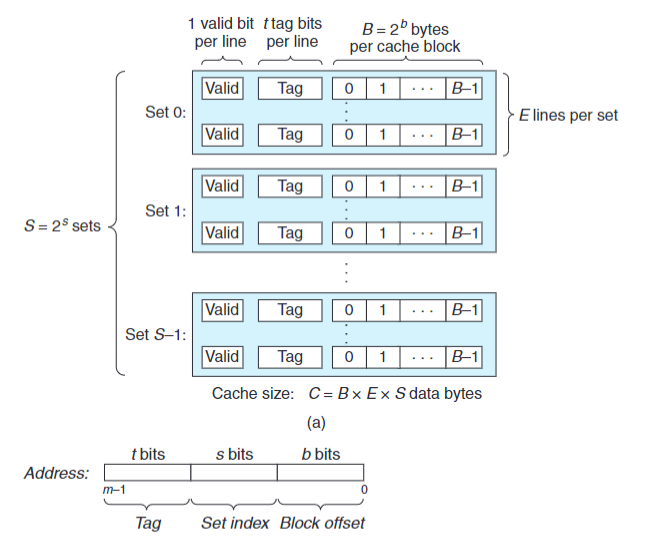 1 valid bit per line
t tag bits per line
B = 2^b bytes per cache block
Valid Tag 0 1 · · · B–1
Set 0:
E lines per set
Valid Tag 0 1 · · · B–1
Valid Tag 0 1 · · · B–1
Set 1:
S = 2^s sets
Valid Tag 0 1 · · · B–1
Valid Tag 0 1 · · · B–1
Set S–1:
Valid Tag 0 1 · · · B–1
Cache size: C = B × E × S data bytes
(a)
t bits s bits b bits
Address:
m–1 0
Tag Set index Block offset